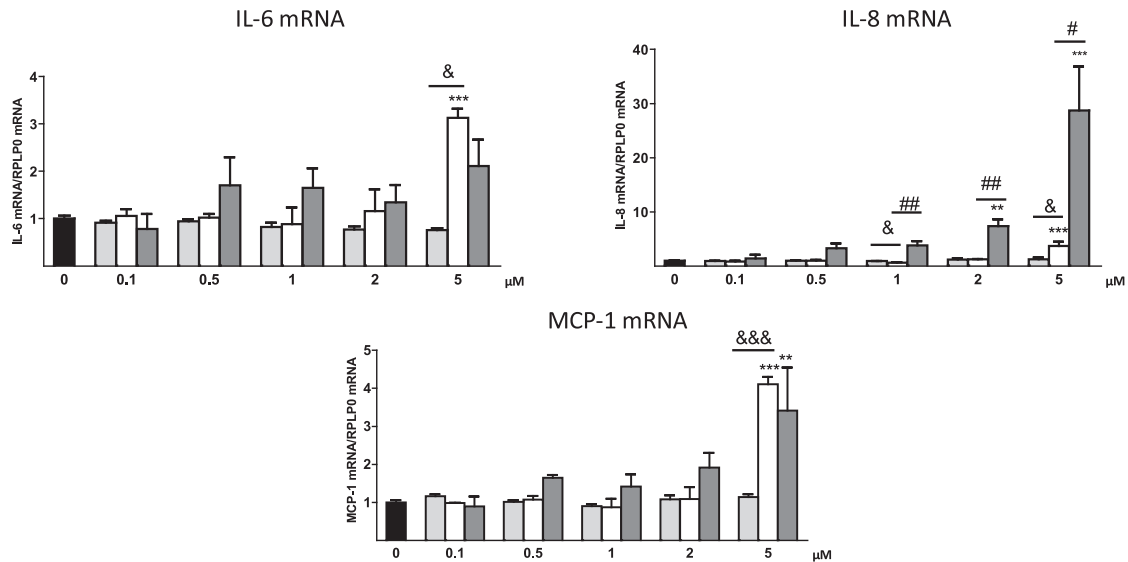 IL-6 mRNA
IL-6 mRNA/RPLP0 mRNA
4
3
2
1
&
***
0 0.1 0.5 1 2 5 µM
IL-8 mRNA
IL-8 mRNA/RPLP0 mRNA
40
30
20
10
#
***
##
**
&
***
##
&
0 0.1 0.5 1 2 5 µM
MCP-1 mRNA
MCP-1 mRNA/RPLP0 mRNA
5
4
3
2
1
&&&
*** **
0 0.1 0.5 1 2 5 µM